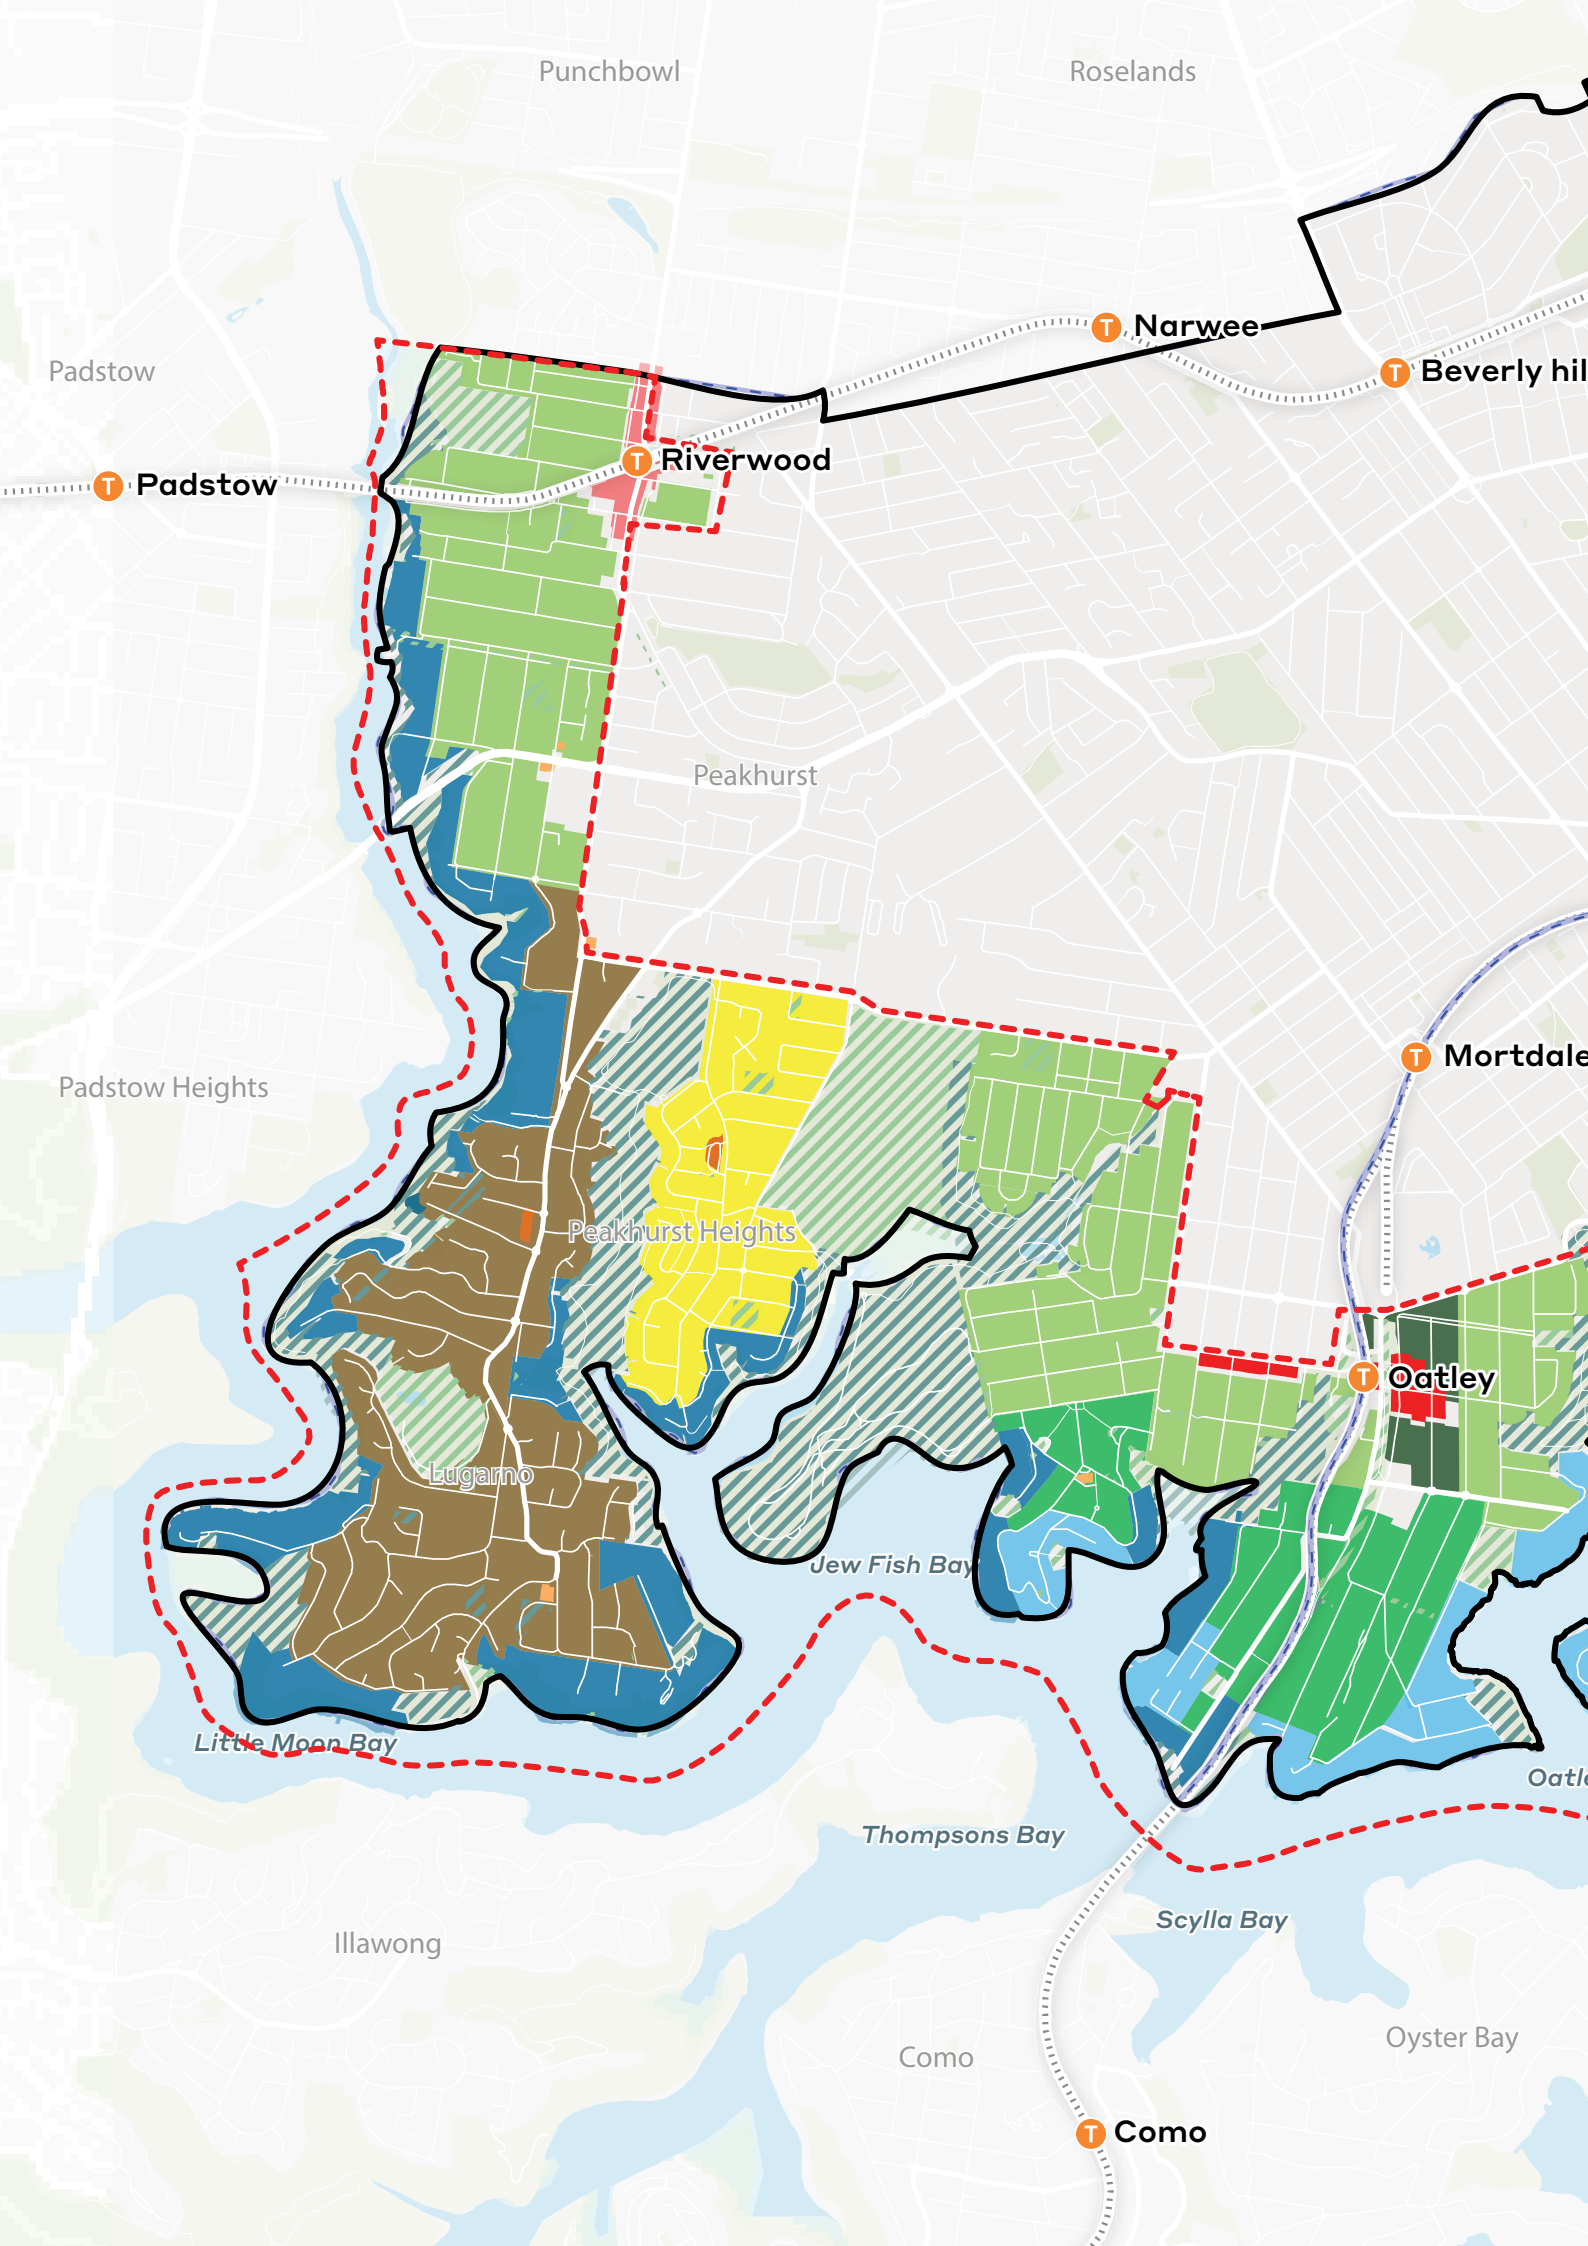 Punchbowl
Roselands
T Narwee
Padstow
T Beverly hil
T Riverwood
T Padstow
Peakhurst
T Mortdale
Padstow Heights
Peakhurst Heights
T Oatley
Lugarno
Jew Fish Bay
Little Moon Bay
Oatle
Thompsons Bay
Scylla Bay
Illawong
Oyster Bay
Como
T Como